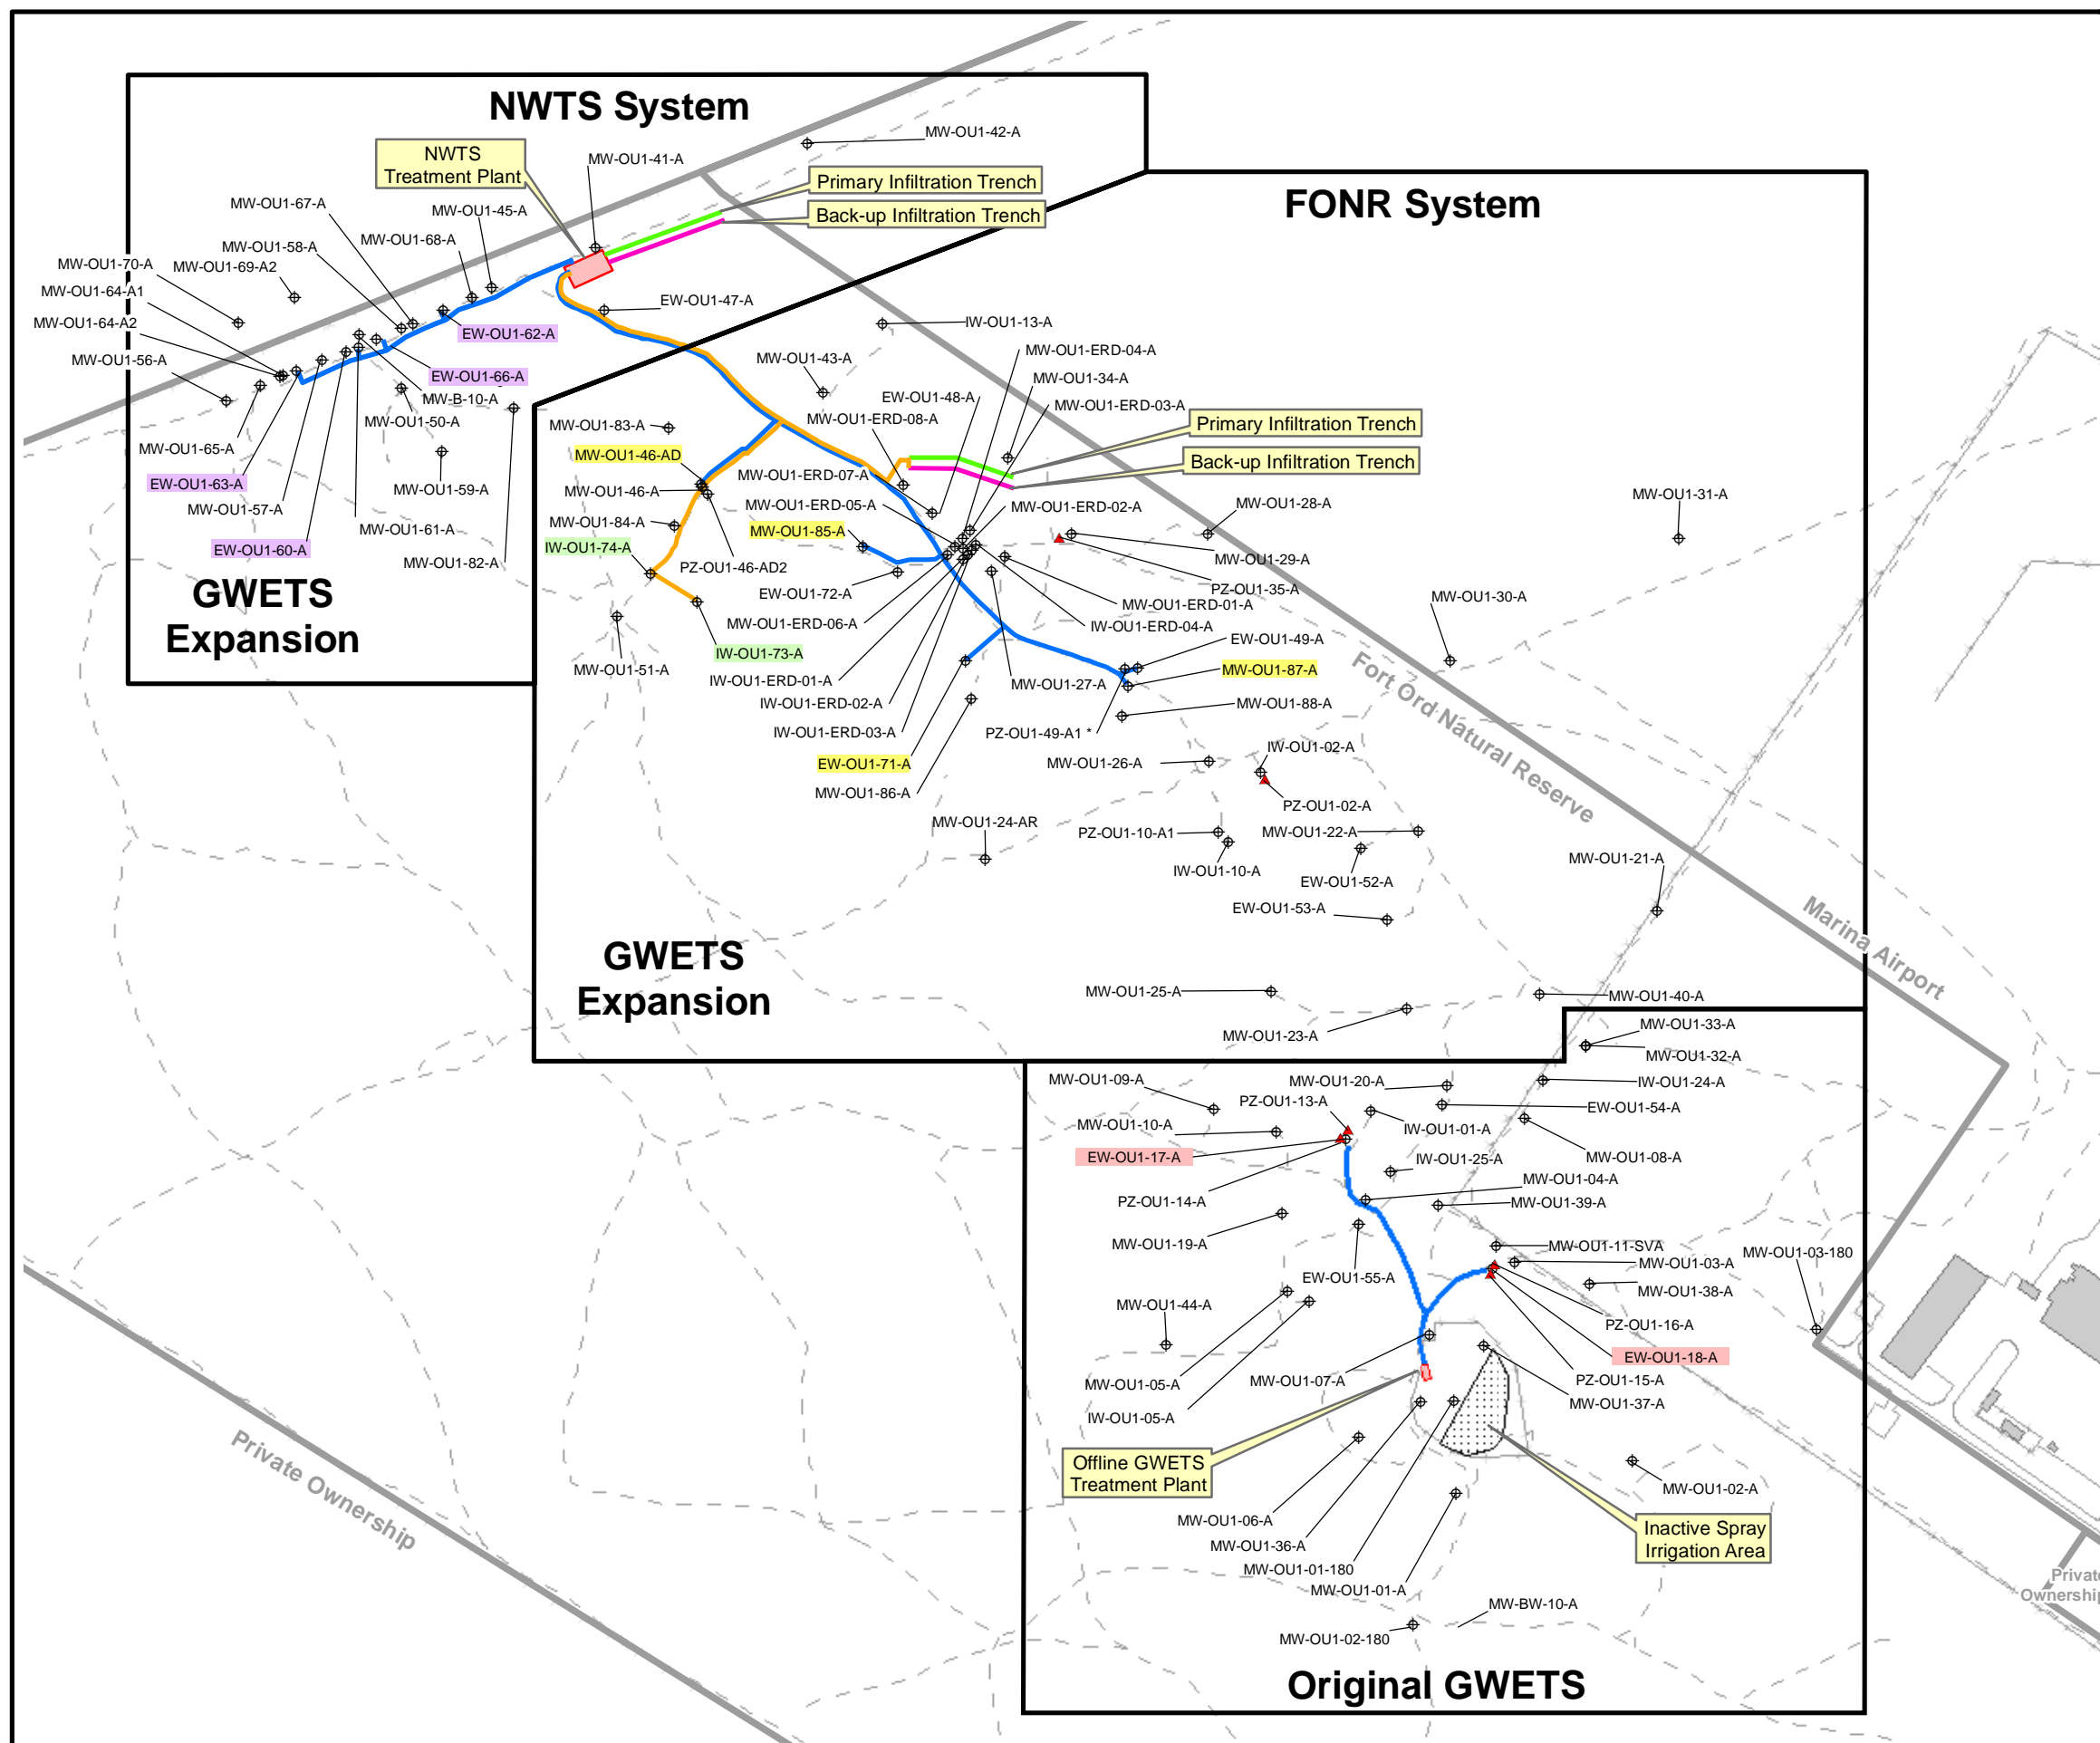 NWTS System
MW-OU1-42-A
NWTS
Treatment Plant
MW-OU1-41-A
Primary Infiltration Trench
Back-up Infiltration Trench
FONR System
MW-OU1-67-A
MW-OU1-45-A
MW-OU1-58-A
MW-OU1-68-A
MW-OU1-70-A
MW-OU1-69-A2
MW-OU1-64-A1
MW-OU1-64-A2
MW-OU1-56-A
EW-OU1-47-A
EW-OU1-62-A
EW-OU1-66-A
MW-B-10-A
MW-OU1-50-A
MW-OU1-65-A
EW-OU1-63-A
MW-OU1-57-A
MW-OU1-59-A
MW-OU1-61-A
EW-OU1-60-A
MW-OU1-82-A
GWETS
Expansion
IW-OU1-13-A
MW-OU1-43-A
MW-OU1-ERD-04-A
MW-OU1-34-A
EW-OU1-48-A
MW-OU1-ERD-03-A
MW-OU1-ERD-08-A
MW-OU1-83-A
Primary Infiltration Trench
MW-OU1-46-AD
Back-up Infiltration Trench
MW-OU1-ERD-07-A
MW-OU1-46-A
MW-OU1-ERD-05-A
MW-OU1-ERD-02-A
MW-OU1-28-A
MW-OU1-31-A
MW-OU1-84-A
MW-OU1-85-A
IW-OU1-74-A
MW-OU1-29-A
PZ-OU1-46-AD2
PZ-OU1-35-A
EW-OU1-72-A
MW-OU1-ERD-01-A
MW-OU1-30-A
MW-OU1-ERD-06-A
IW-OU1-ERD-04-A
EW-OU1-49-A
IW-OU1-73-A
MW-OU1-51-A
MW-OU1-87-A
IW-OU1-ERD-01-A
MW-OU1-27-A
IW-OU1-ERD-02-A
MW-OU1-88-A
IW-OU1-ERD-03-A
PZ-OU1-49-A1 *
Fort Ord Natural Reserve
EW-OU1-71-A
MW-OU1-26-A
IW-OU1-02-A
MW-OU1-86-A
PZ-OU1-02-A
MW-OU1-24-AR
PZ-OU1-10-A1
MW-OU1-22-A
IW-OU1-10-A
MW-OU1-21-A
EW-OU1-52-A
EW-OU1-53-A
Marina Airport
GWETS
Expansion
MW-OU1-25-A
MW-OU1-40-A
MW-OU1-23-A
MW-OU1-33-A
MW-OU1-32-A
MW-OU1-09-A
MW-OU1-20-A
IW-OU1-24-A
PZ-OU1-13-A
EW-OU1-54-A
MW-OU1-10-A
IW-OU1-01-A
EW-OU1-17-A
IW-OU1-25-A
MW-OU1-08-A
MW-OU1-04-A
PZ-OU1-14-A
MW-OU1-39-A
MW-OU1-19-A
MW-OU1-11-SVA
MW-OU1-03-180
MW-OU1-03-A
EW-OU1-55-A
MW-OU1-38-A
MW-OU1-44-A
PZ-OU1-16-A
EW-OU1-18-A
MW-OU1-05-A
MW-OU1-07-A
PZ-OU1-15-A
MW-OU1-37-A
IW-OU1-05-A
Offline GWETS
Treatment Plant
MW-OU1-02-A
MW-OU1-06-A
Inactive Spray
Irrigation Area
MW-OU1-36-A
MW-OU1-01-180
MW-OU1-01-A
MW-BW-10-A
MW-OU1-02-180
Original GWETS
Private Ownership
Private
Ownership